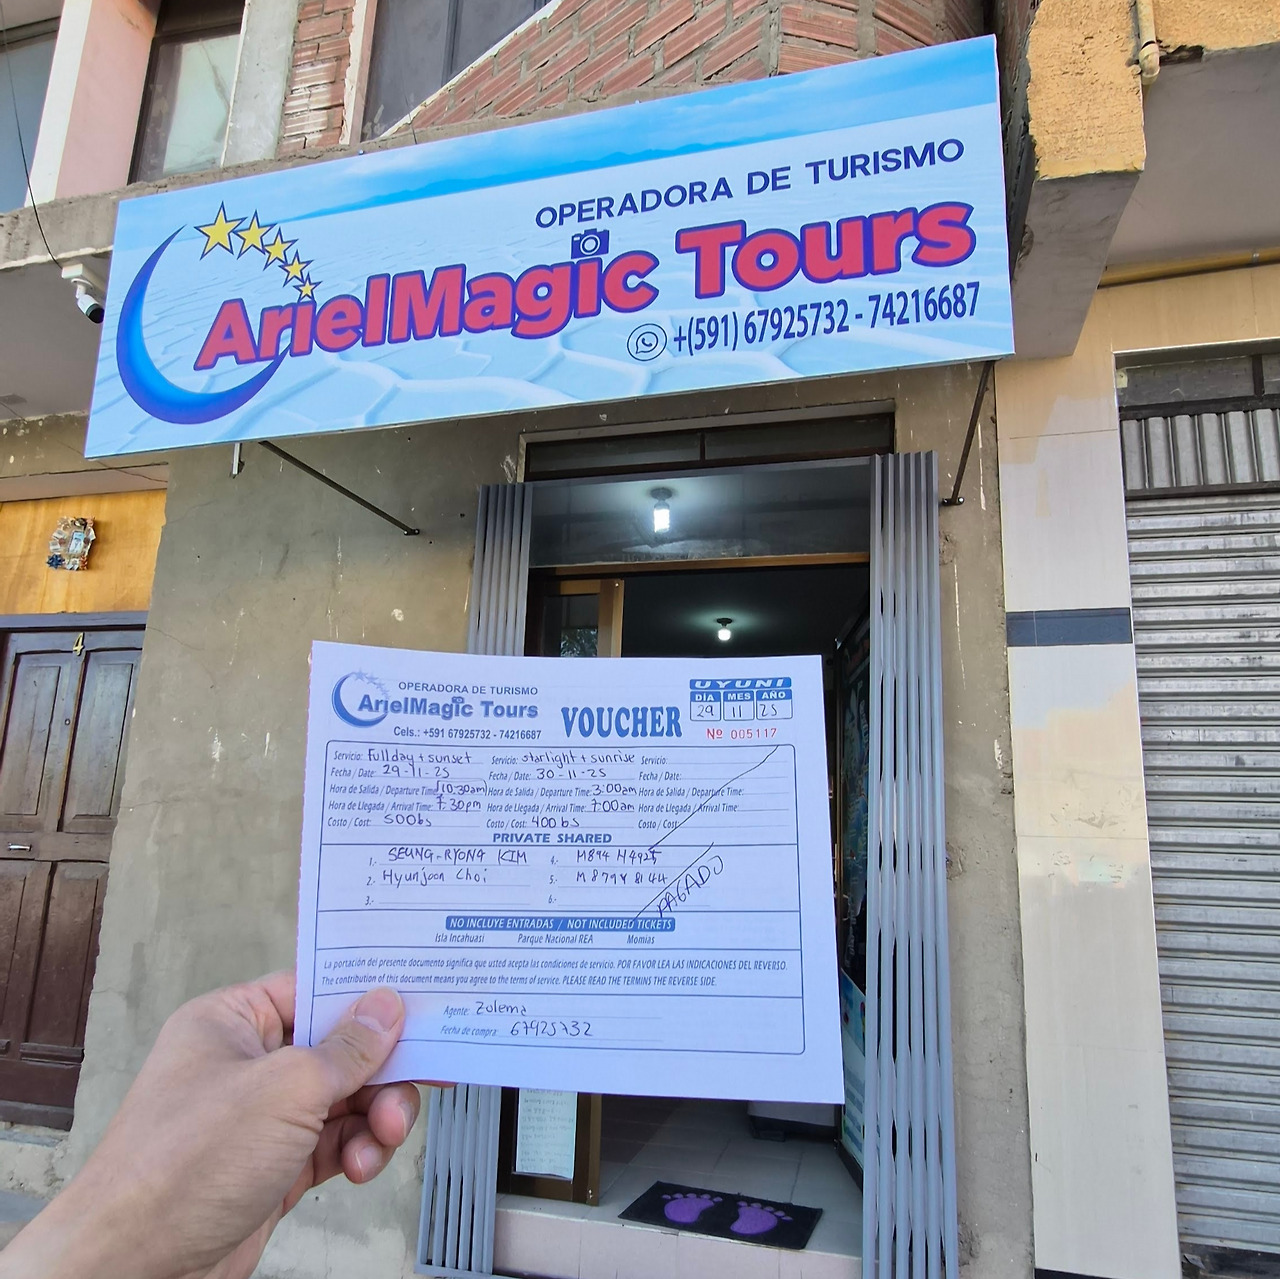 OPERADORA DE TURISMO
ArielMagic Tours
+(591) 67925732 - 74216687
4
OPERADORA DE TURISMO
ArielMagic Tours
Cels.: +591 67925732 - 74216687
VOUCHER
UYUNI
DÍA MES AÑO
29 11 25
Nº 005117
Servicio: Fullday + sunset Servicio: starlight + sunrise Servicio:
Fecha / Date: 29-11-25 Fecha / Date: 30-11-25 Fecha / Date:
Hora de Salida / Departure Time: 10:30am Hora de Salida / Departure Time: 3:00am Hora de Salida / Departure Time:
Hora de Llegada / Arrival Time: 7:30pm Hora de Llegada / Arrival Time: 7:00am Hora de Llegada / Arrival Time:
Costo / Cost: 500bs Costo / Cost: 400bs Costo / Cost:
PRIVATE SHARED
1.- SEUNG-RYONG KIM 4.-
2.- Hyunjoon Choi 5.-
3.- 6.-
PAGADO
NO INCLUYE ENTRADAS / NOT INCLUDED TICKETS
Isla Incahuasi Parque Nacional REA Momias
La portación del presente documento significa que usted acepta las condiciones de servicio. POR FAVOR LEA LAS INDICACIONES DEL REVERSO.
The contribution of this document means you agree to the terms of service. PLEASE READ THE TERMINS THE REVERSE SIDE.
Agente: Zulema
Fecha de compra: 67925732